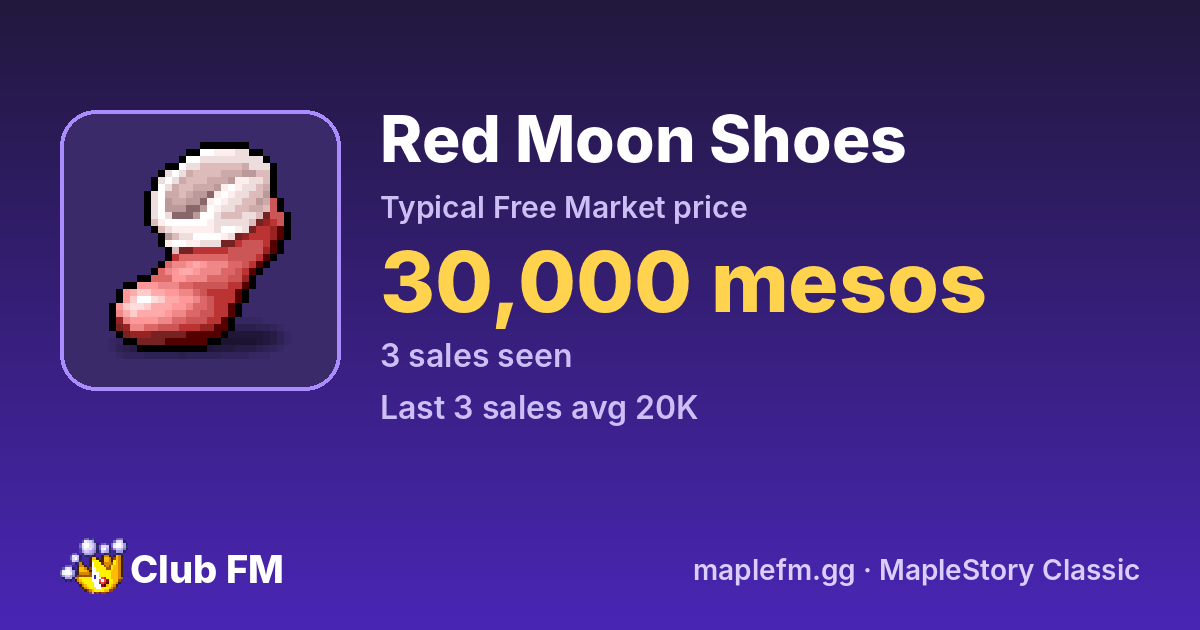 Red Moon Shoes
Typical Free Market price
30,000 mesos
3 sales seen
Last 3 sales avg 20K
Club FM
maplefm.gg · MapleStory Classic